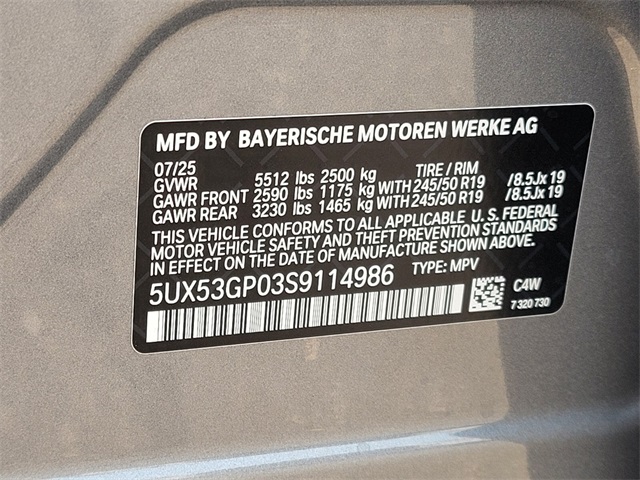 MFD BY BAYERISCHE MOTOREN WERKE AG
07/25
GVWR 5512 lbs 2500 kg TIRE / RIM
GAWR FRONT 2590 lbs 1175 kg WITH 245/50 R19 /8.5Jx19
GAWR REAR 3230 lbs 1465 kg WITH 245/50 R19 /8.5Jx19
THIS VEHICLE CONFORMS TO ALL APPLICABLE U.S. FEDERAL
MOTOR VEHICLE SAFETY AND THEFT PREVENTION STANDARDS
IN EFFECT ON THE DATE OF MANUFACTURE SHOWN ABOVE.
5UX53GP03S9114986 TYPE: MPV
C4W
7 320 730